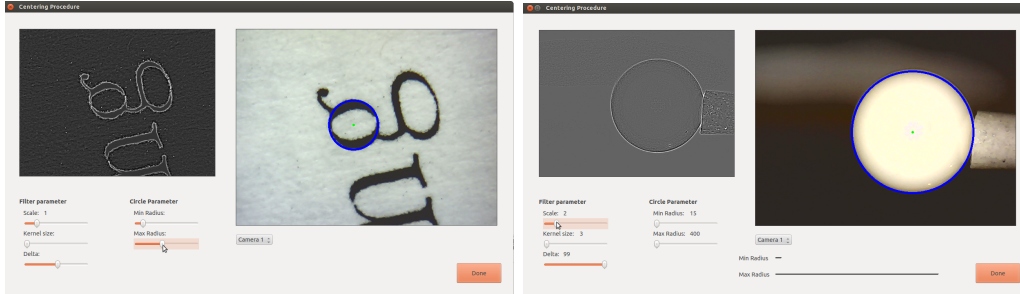 Centering Procedure
g
u
Filter parameter
Circle Parameter
Scale: 1
Min Radius:
Kernel size:
Max Radius:
Delta:
Camera 1
Done
Centering Procedure
Filter parameter
Circle Parameter
Scale: 2
Min Radius: 15
Kernel size: 3
Max Radius: 400
Delta: 99
Camera 1
Min Radius
Max Radius
Done